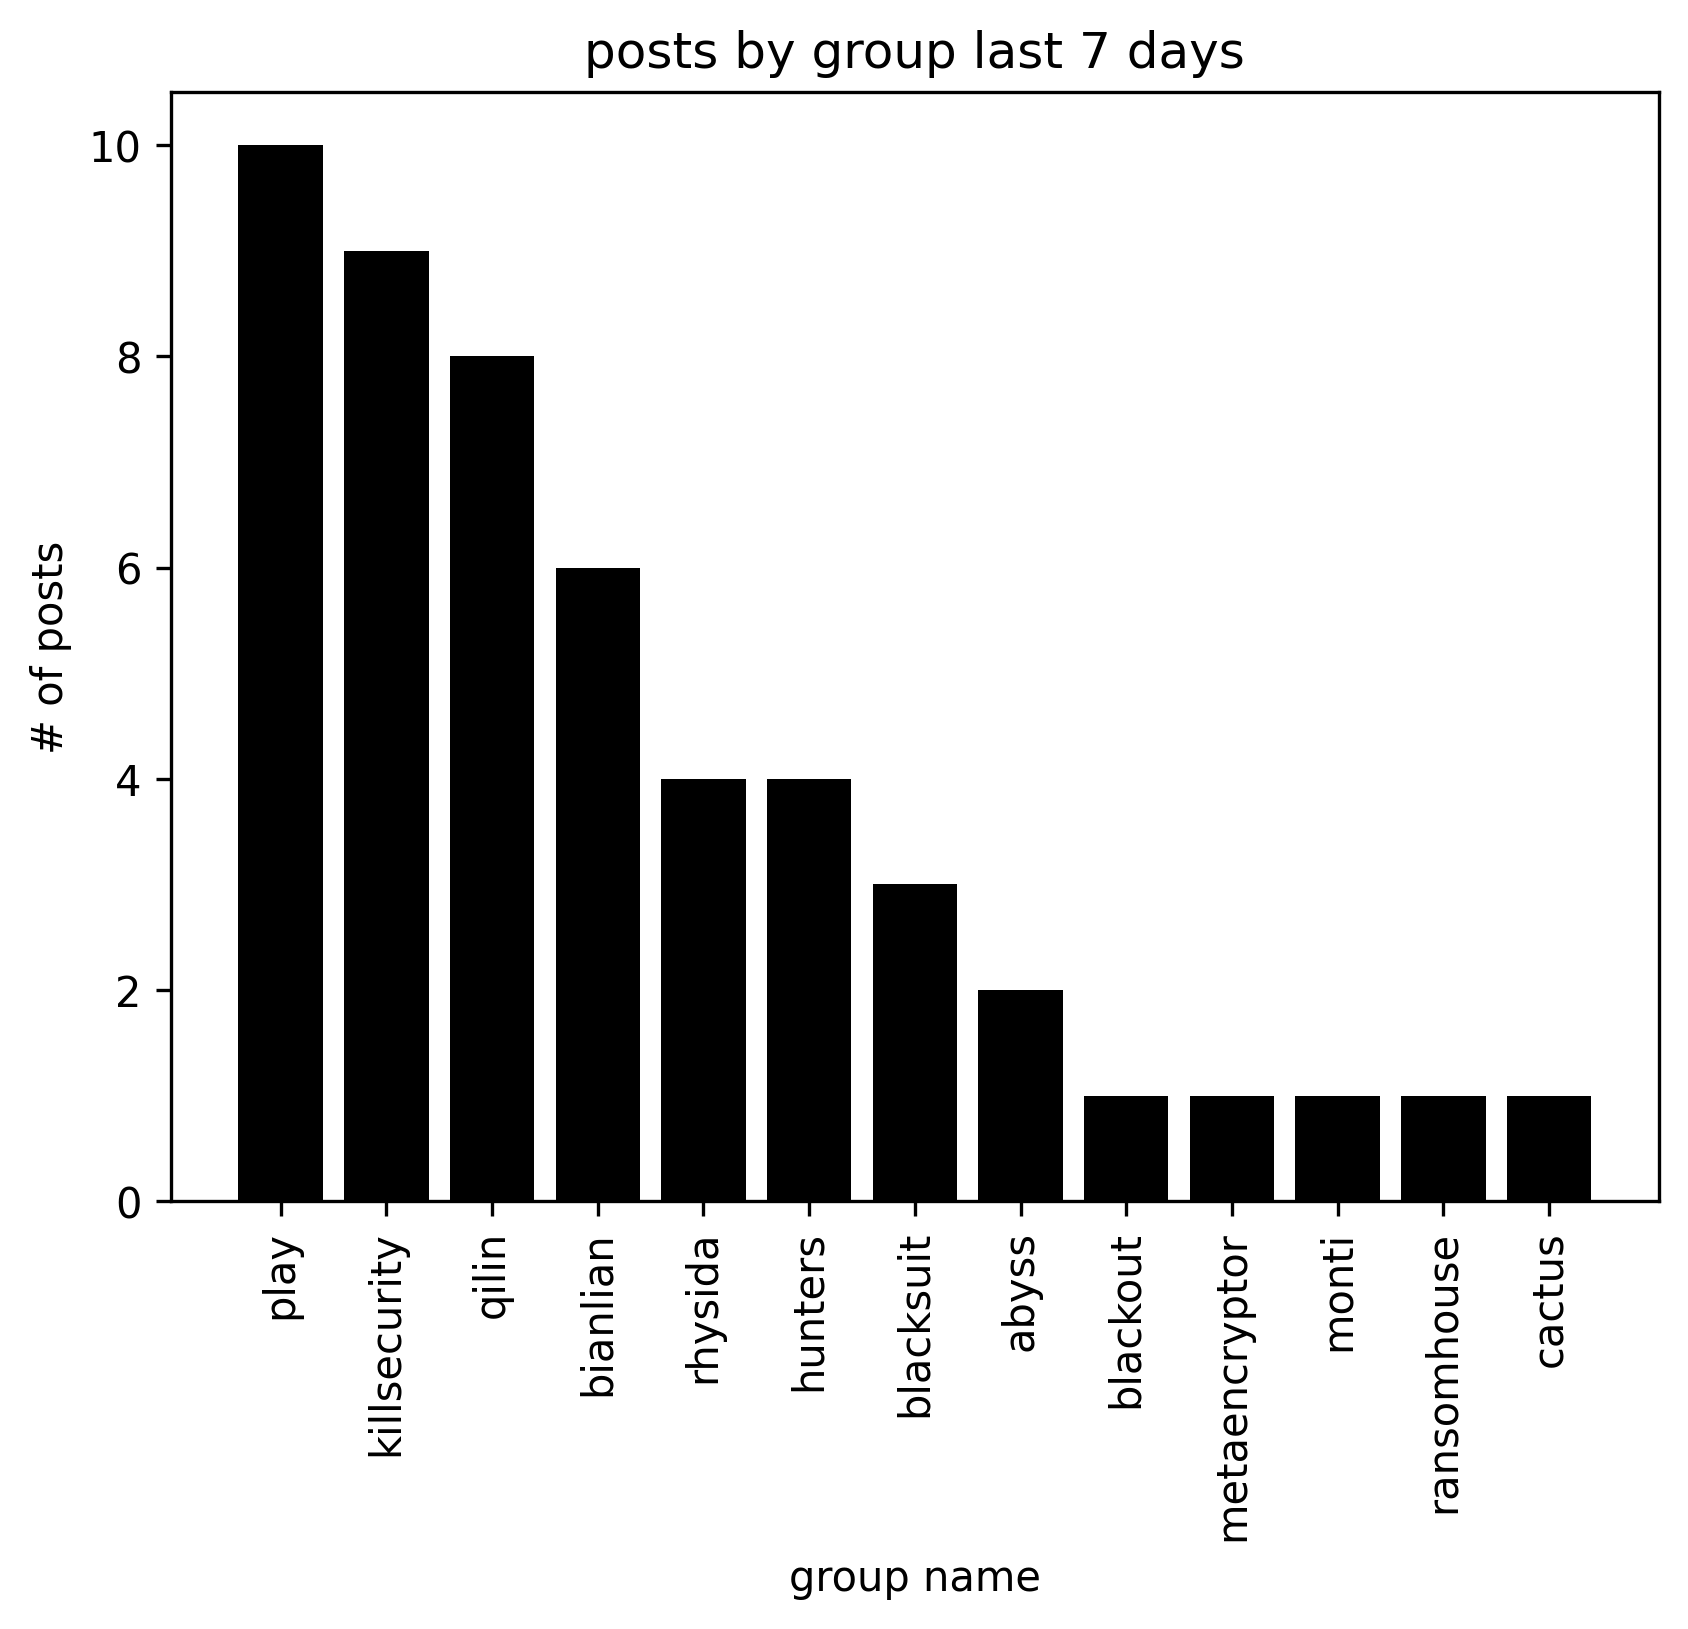 posts by group last 7 days
# of posts
10
8
6
4
2
0
play
killsecurity
qilin
bianlian
rhysida
hunters
blacksuit
abyss
blackout
metaencryptor
monti
ransomhouse
cactus
group name